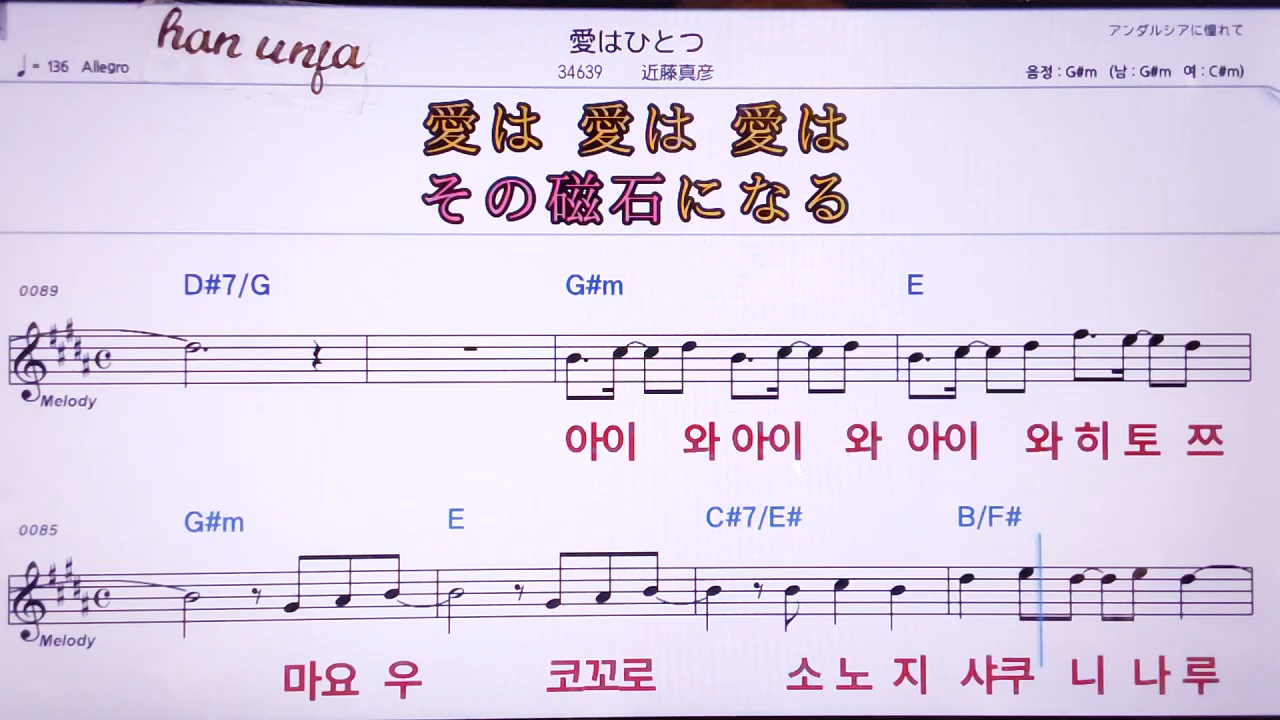 han unfa
愛はひとつ
アンダルシアに憧れて
♩= 136 Allegro
34639 近藤真彦
음정 : G#m (남 : G#m 여 : C#m)
愛は 愛は 愛は
その磁石になる
0089
D#7/G G#m E
Melody
아이 와 아이 와 아이 와 히 토 쯔
0085
G#m E C#7/E# B/F#
Melody
마요 우 코꼬로 소 노 지 샤쿠 니 나 루